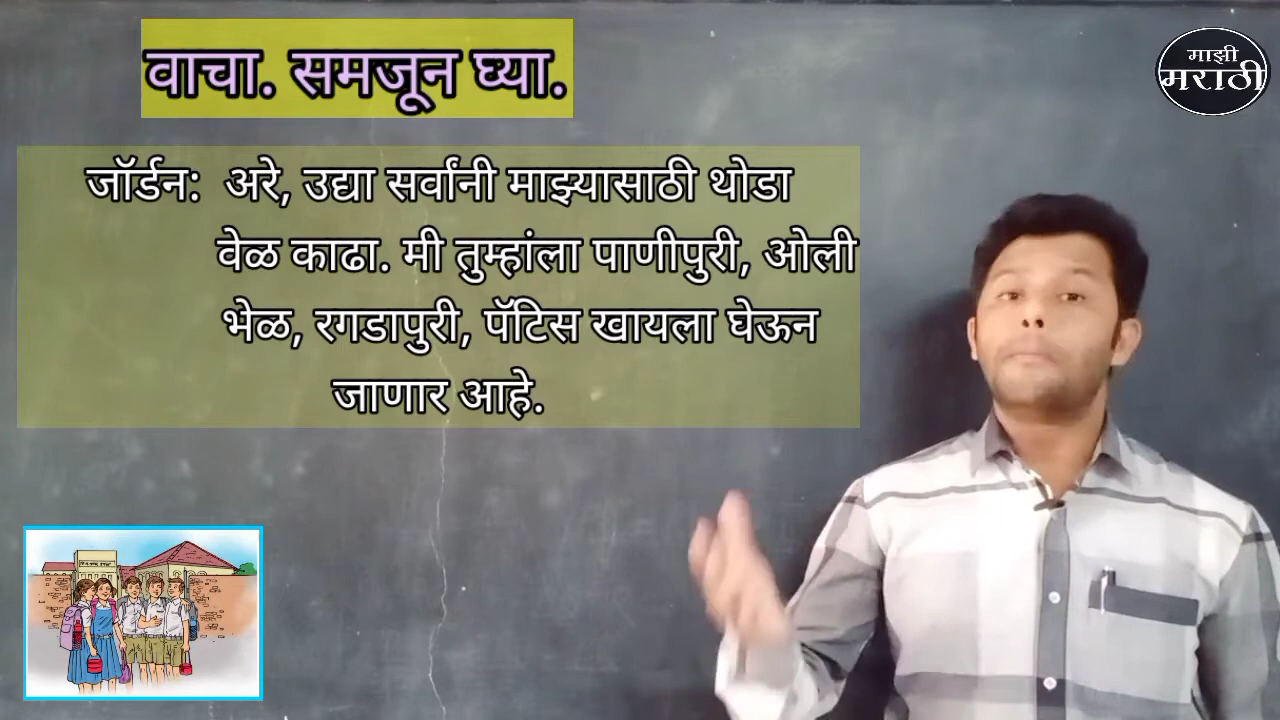 वाचा. समजून घ्या.
माझी
मराठी
जॉर्डन: अरे, उद्या सर्वांनी माझ्यासाठी थोडा
वेळ काढा. मी तुम्हांला पाणीपुरी, ओली
भेळ, रगडापुरी, पॅटिस खायला घेऊन
जाणार आहे.